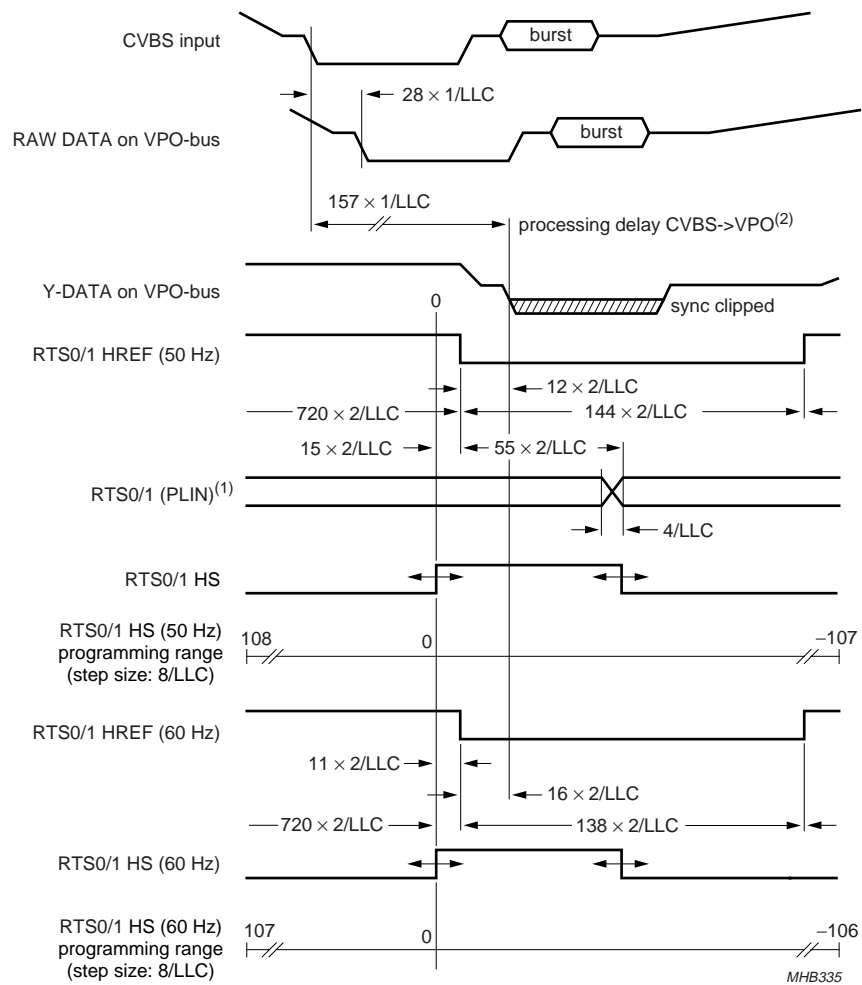 CVBS input
burst
28 × 1/LLC
RAW DATA on VPO-bus
burst
157 × 1/LLC
processing delay CVBS->VPO(2)
Y-DATA on VPO-bus
0
sync clipped
RTS0/1 HREF (50 Hz)
12 × 2/LLC
720 × 2/LLC
144 × 2/LLC
15 × 2/LLC
55 × 2/LLC
RTS0/1 (PLIN)(1)
4/LLC
RTS0/1 HS
RTS0/1 HS (50 Hz)
programming range
(step size: 8/LLC)
108
0
−107
RTS0/1 HREF (60 Hz)
11 × 2/LLC
16 × 2/LLC
720 × 2/LLC
138 × 2/LLC
RTS0/1 HS (60 Hz)
RTS0/1 HS (60 Hz)
programming range
(step size: 8/LLC)
107
0
−106
MHB335